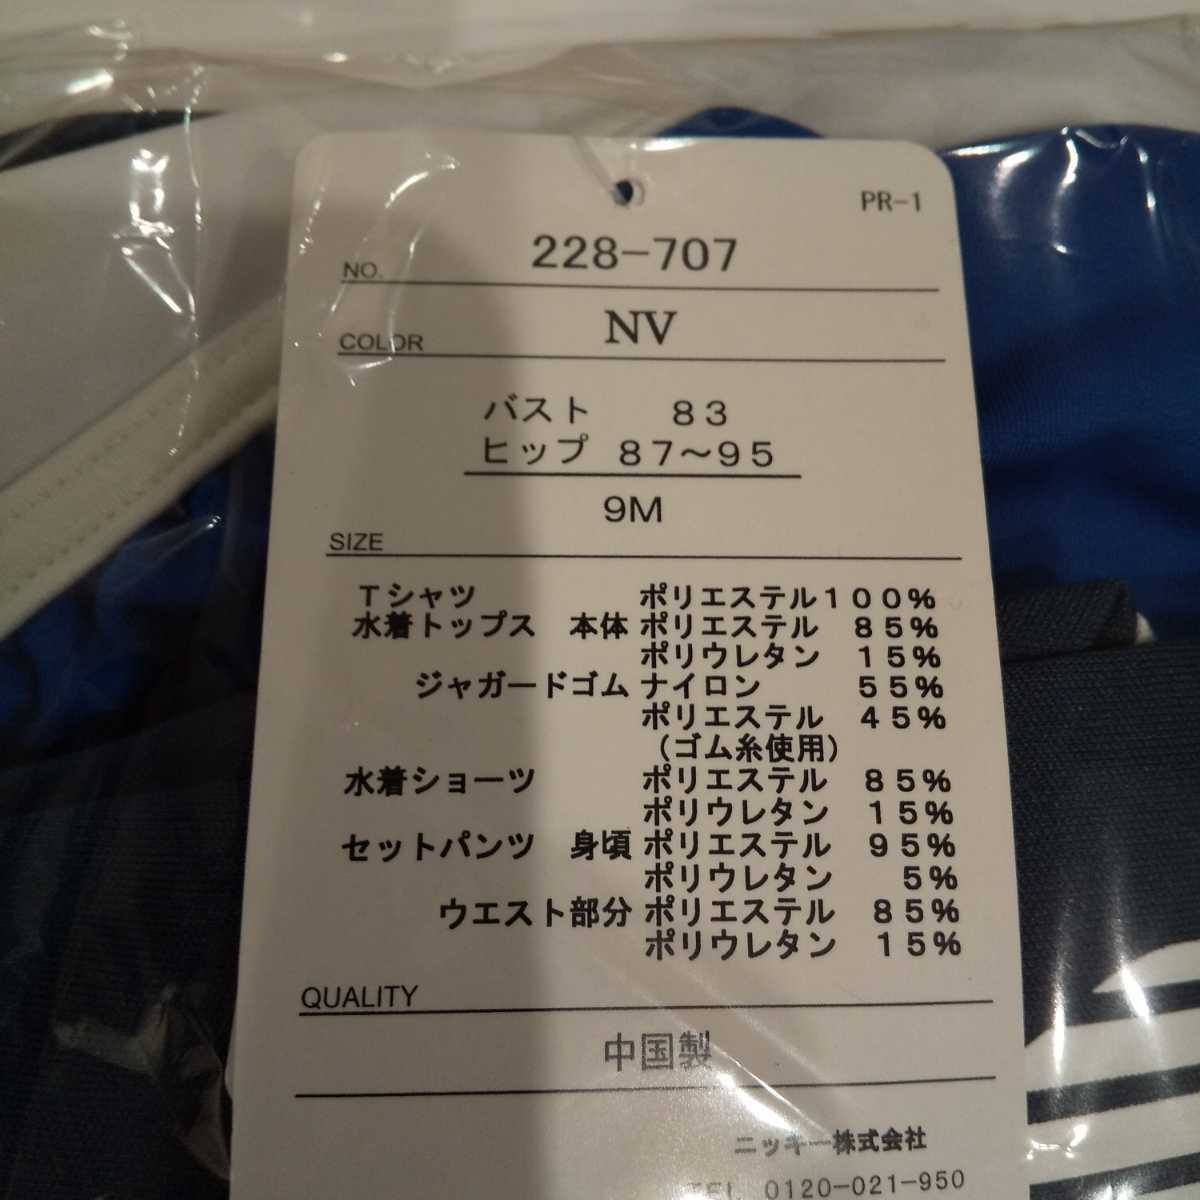 PR-1
NO. 228-707
COLOR NV
バスト 83
ヒップ 87～95
9M
SIZE
Tシャツ ポリエステル100%
水着トップス 本体 ポリエステル 85%
ポリウレタン 15%
ジャガードゴム ナイロン 55%
ポリエステル 45%
(ゴム糸使用)
水着ショーツ ポリエステル 85%
ポリウレタン 15%
セットパンツ 身頃 ポリエステル 95%
ポリウレタン 5%
ウエスト部分 ポリエステル 85%
ポリウレタン 15%
QUALITY
中国製
ニッキー株式会社
TEL 0120-021-950